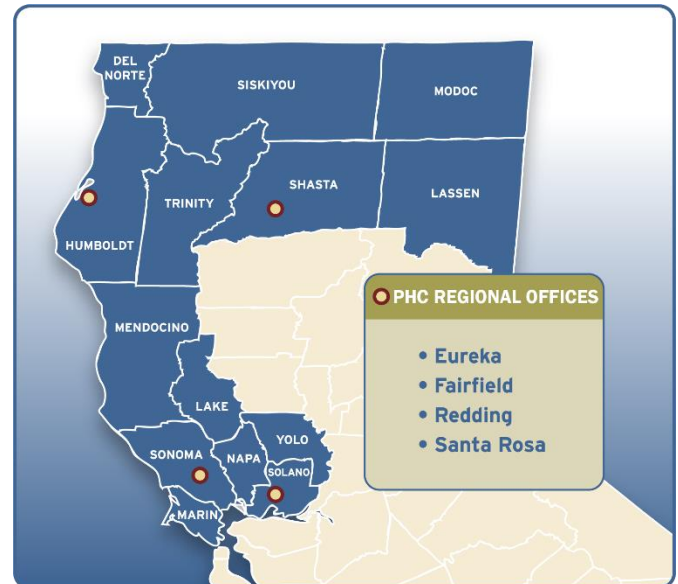 DEL
NORTE
SISKIYOU
MODOC
SHASTA
LASSEN
TRINITY
HUMBOLDT
PHC REGIONAL OFFICES
• Eureka
• Fairfield
• Redding
• Santa Rosa
MENDOCINO
LAKE
YOLO
SONOMA
NAPA
SOLANO
MARIN